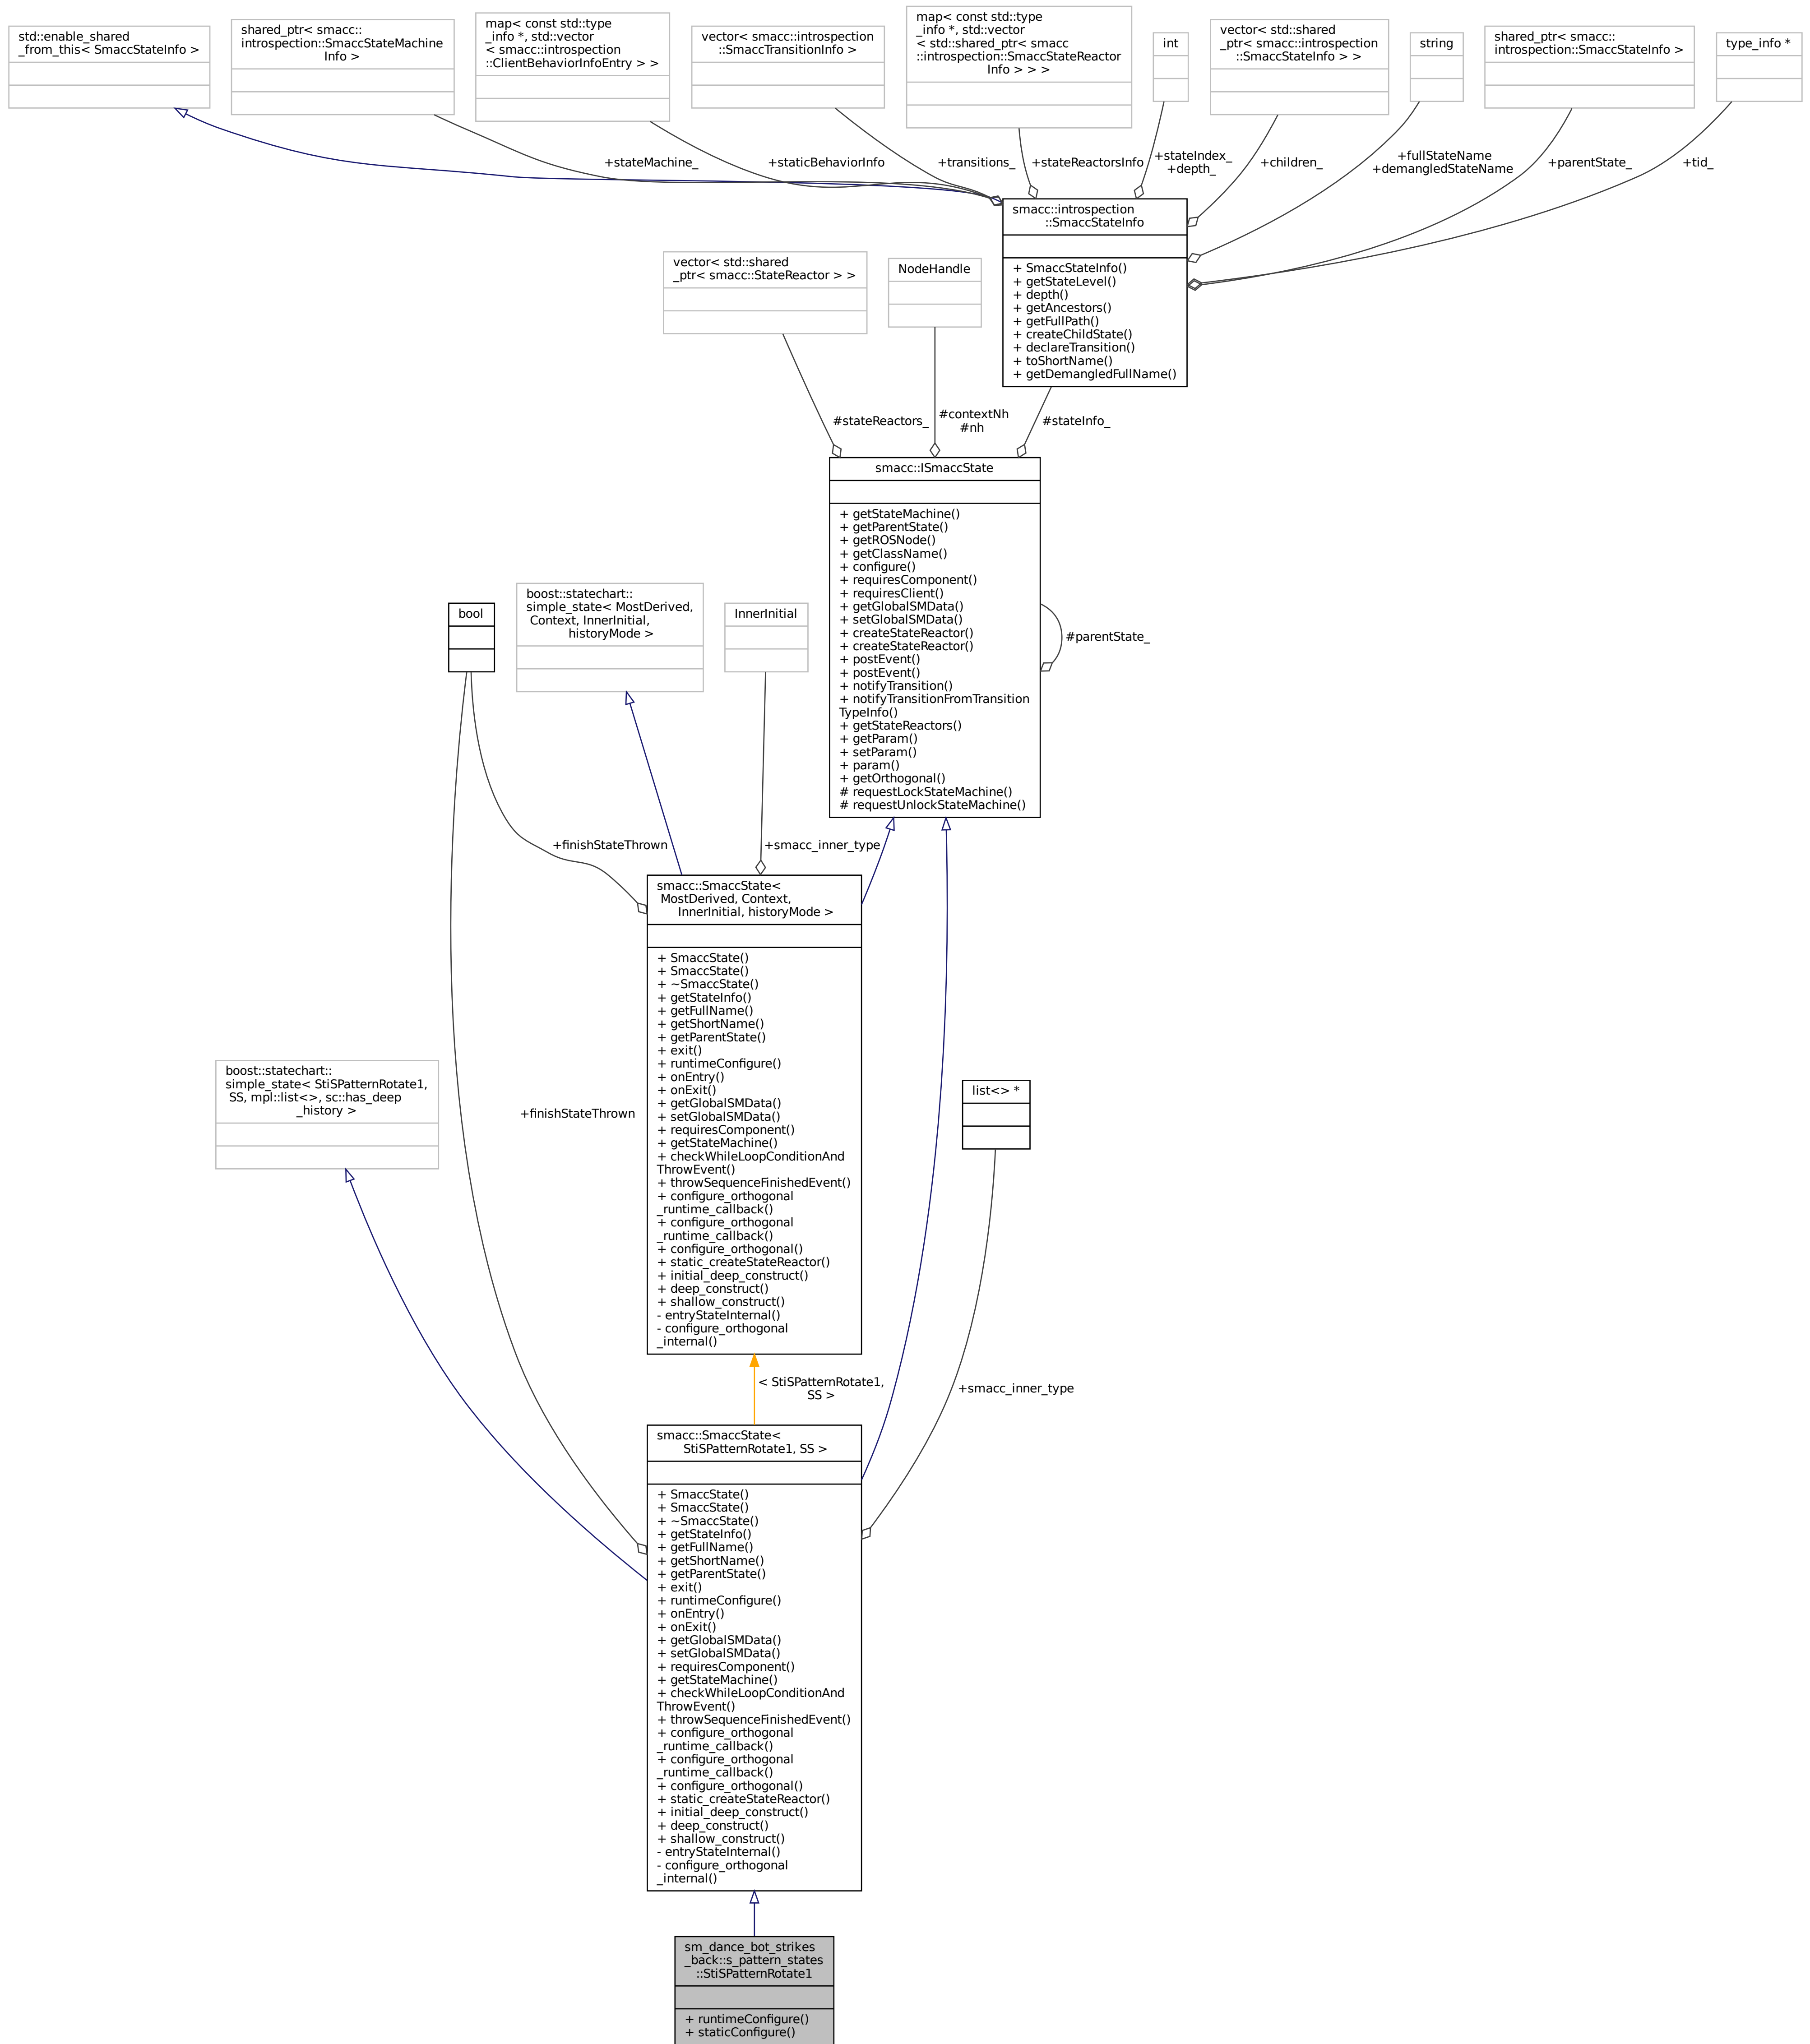 std::enable_shared
_from_this< SmaccStateInfo >
shared_ptr< smacc::
introspection::SmaccStateMachine
Info >
map< const std::type
_info *, std::vector
< smacc::introspection
::ClientBehaviorInfoEntry > >
vector< smacc::introspection
::SmaccTransitionInfo >
map< const std::type
_info *, std::vector
< std::shared_ptr< smacc
::introspection::SmaccStateReactor
Info > > >
int
vector< std::shared
_ptr< smacc::introspection
::SmaccStateInfo > >
string
shared_ptr< smacc::
introspection::SmaccStateInfo >
type_info *
+stateMachine_
+staticBehaviorInfo
+transitions_
+stateReactorsInfo
+stateIndex_
+depth_
+children_
+fullStateName
+demangledStateName
+parentState_
+tid_
smacc::introspection
::SmaccStateInfo
+ SmaccStateInfo()
+ getStateLevel()
+ depth()
+ getAncestors()
+ getFullPath()
+ createChildState()
+ declareTransition()
+ toShortName()
+ getDemangledFullName()
vector< std::shared
_ptr< smacc::StateReactor > >
NodeHandle
#stateReactors_
#contextNh
#nh
#stateInfo_
smacc::ISmaccState
+ getStateMachine()
+ getParentState()
+ getROSNode()
+ getClassName()
+ configure()
+ requiresComponent()
+ requiresClient()
+ getGlobalSMData()
+ setGlobalSMData()
+ createStateReactor()
+ createStateReactor()
+ postEvent()
+ postEvent()
+ notifyTransition()
+ notifyTransitionFromTransition
TypeInfo()
+ getStateReactors()
+ getParam()
+ setParam()
+ param()
+ getOrthogonal()
# requestLockStateMachine()
# requestUnlockStateMachine()
#parentState_
bool
boost::statechart::
simple_state< MostDerived,
Context, InnerInitial,
historyMode >
InnerInitial
+finishStateThrown
+smacc_inner_type
smacc::SmaccState<
MostDerived, Context,
InnerInitial, historyMode >
+ SmaccState()
+ SmaccState()
+ ~SmaccState()
+ getStateInfo()
+ getFullName()
+ getShortName()
+ getParentState()
+ exit()
+ runtimeConfigure()
+ onEntry()
+ onExit()
+ getGlobalSMData()
+ setGlobalSMData()
+ requiresComponent()
+ getStateMachine()
+ checkWhileLoopConditionAnd
ThrowEvent()
+ throwSequenceFinishedEvent()
+ configure_orthogonal
_runtime_callback()
+ configure_orthogonal
_runtime_callback()
+ configure_orthogonal()
+ static_createStateReactor()
+ initial_deep_construct()
+ deep_construct()
+ shallow_construct()
- entryStateInternal()
- configure_orthogonal
_internal()
boost::statechart::
simple_state< StiSPatternRotate1,
SS, mpl::list<>, sc::has_deep
_history >
+finishStateThrown
list<> *
< StiSPatternRotate1,
SS >
+smacc_inner_type
smacc::SmaccState<
StiSPatternRotate1, SS >
+ SmaccState()
+ SmaccState()
+ ~SmaccState()
+ getStateInfo()
+ getFullName()
+ getShortName()
+ getParentState()
+ exit()
+ runtimeConfigure()
+ onEntry()
+ onExit()
+ getGlobalSMData()
+ setGlobalSMData()
+ requiresComponent()
+ getStateMachine()
+ checkWhileLoopConditionAnd
ThrowEvent()
+ throwSequenceFinishedEvent()
+ configure_orthogonal
_runtime_callback()
+ configure_orthogonal
_runtime_callback()
+ configure_orthogonal()
+ static_createStateReactor()
+ initial_deep_construct()
+ deep_construct()
+ shallow_construct()
- entryStateInternal()
- configure_orthogonal
_internal()
sm_dance_bot_strikes
_back::s_pattern_states
::StiSPatternRotate1
+ runtimeConfigure()
+ staticConfigure()